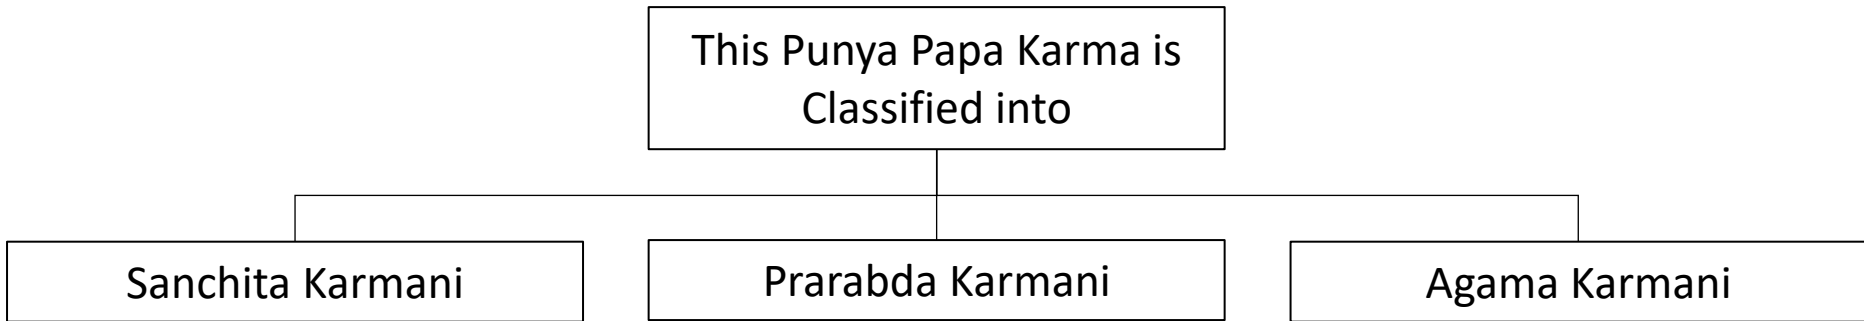 This Punya Papa Karma is
Classified into
Sanchita Karmani
Prarabda Karmani
Agama Karmani